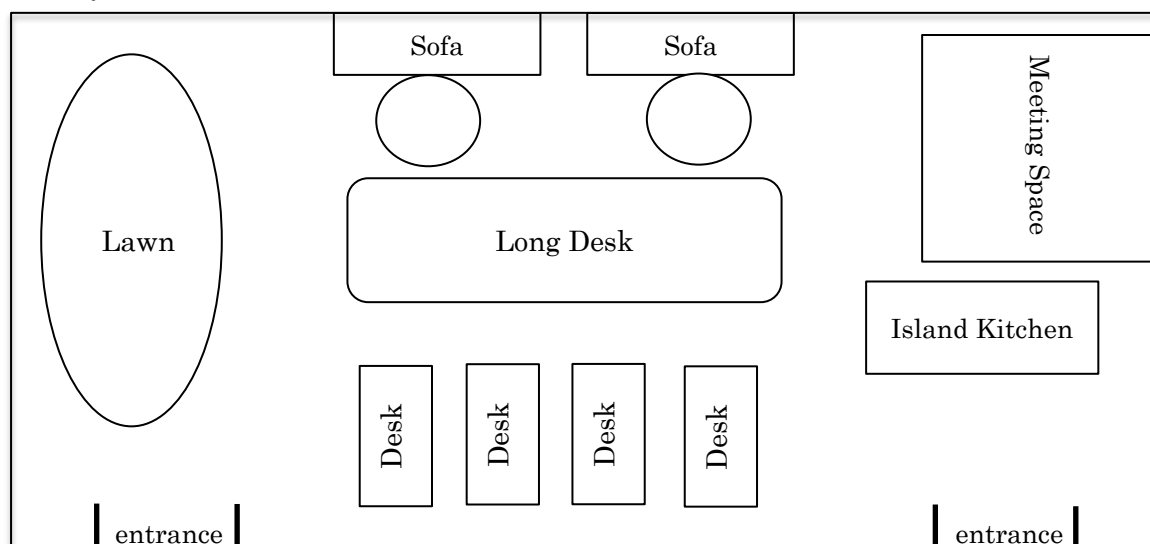 Sofa
Sofa
Meeting Space
Lawn
Long Desk
Island Kitchen
Desk
Desk
Desk
Desk
entrance
entrance